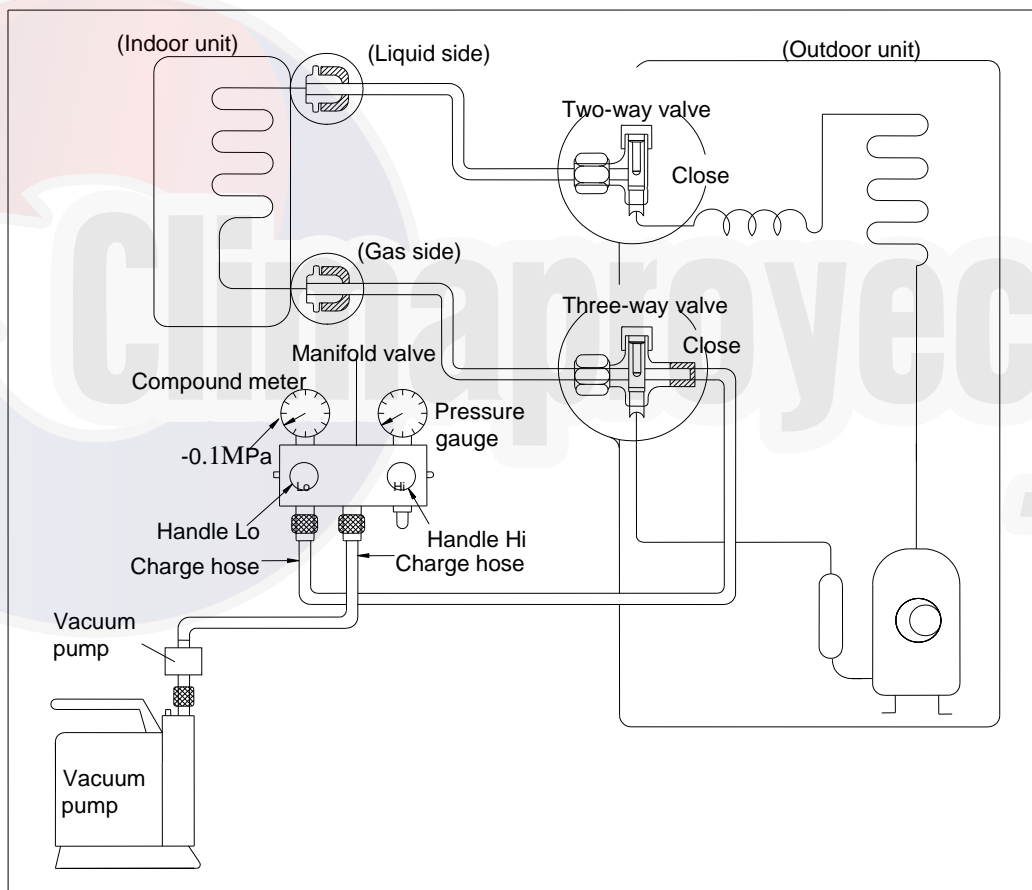 (Indoor unit)
(Liquid side)
(Outdoor unit)
Two-way valve
Close
(Gas side)
Three-way valve
Close
Manifold valve
Compound meter
Pressure
gauge
-0.1MPa
Lo
Hi
Handle Lo
Handle Hi
Charge hose
Charge hose
Vacuum
pump
Vacuum
pump
Climaproyec